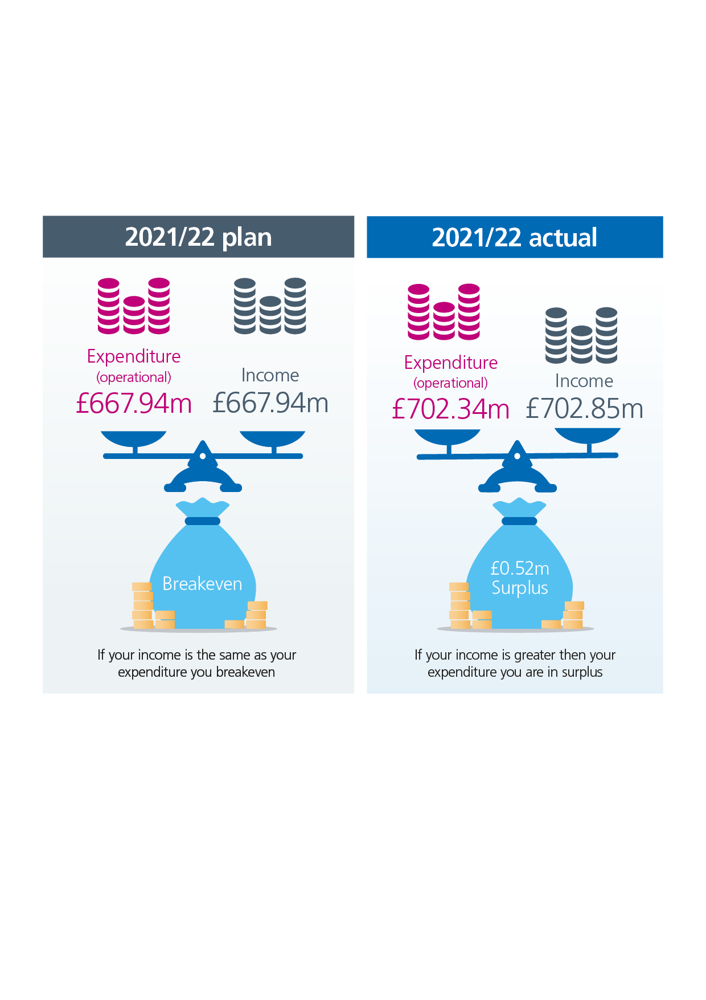 2021/22 plan
Expenditure
(operational)
£667.94m
Income
£667.94m
Breakeven
If your income is the same as your
expenditure you breakeven
2021/22 actual
Expenditure
(operational)
£702.34m
Income
£702.85m
£0.52m
Surplus
If your income is greater then your
expenditure you are in surplus